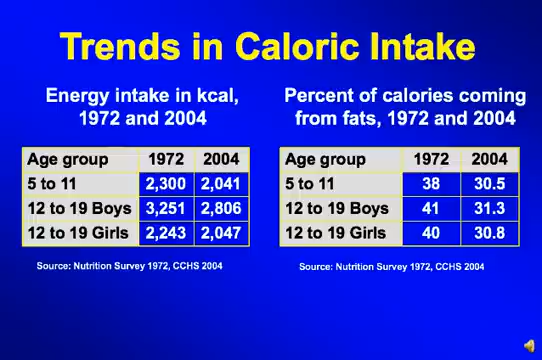 Trends in Caloric Intake
Energy intake in kcal,
1972 and 2004
Age group 1972 2004
5 to 11 2,300 2,041
12 to 19 Boys 3,251 2,806
12 to 19 Girls 2,243 2,047
Source: Nutrition Survey 1972, CCHS 2004
Percent of calories coming
from fats, 1972 and 2004
Age group 1972 2004
5 to 11 38 30.5
12 to 19 Boys 41 31.3
12 to 19 Girls 40 30.8
Source: Nutrition Survey 1972, CCHS 2004